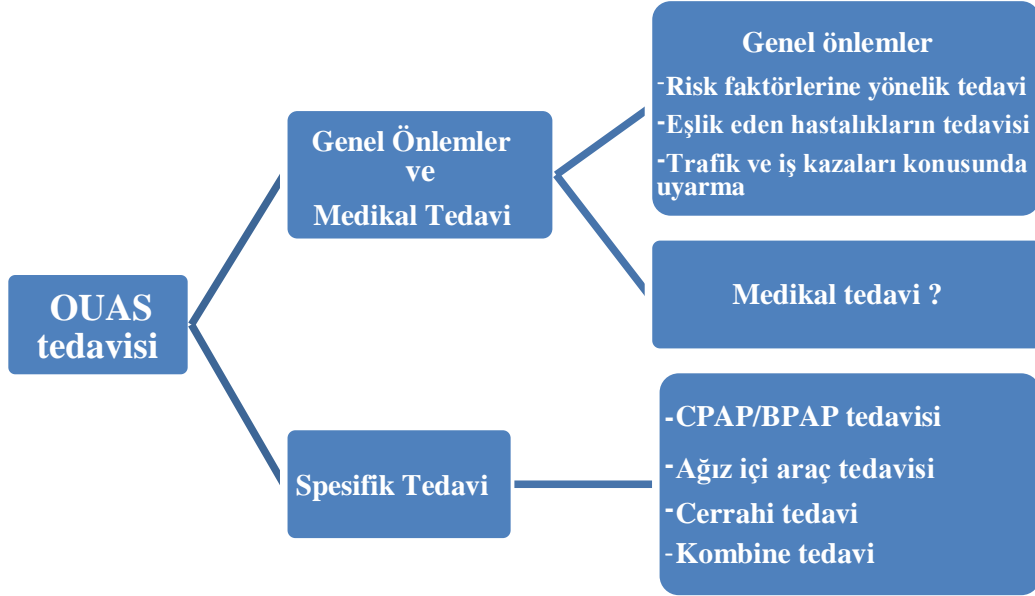 OUAS
tedavisi
Genel Önlemler
ve
Medikal Tedavi
Genel önlemler
-Risk faktörlerine yönelik tedavi
-Eşlik eden hastalıkların tedavisi
-Trafik ve iş kazaları konusunda
uyarma
Medikal tedavi ?
Spesifik Tedavi
-CPAP/BPAP tedavisi
-Ağız içi araç tedavisi
-Cerrahi tedavi
-Kombine tedavi